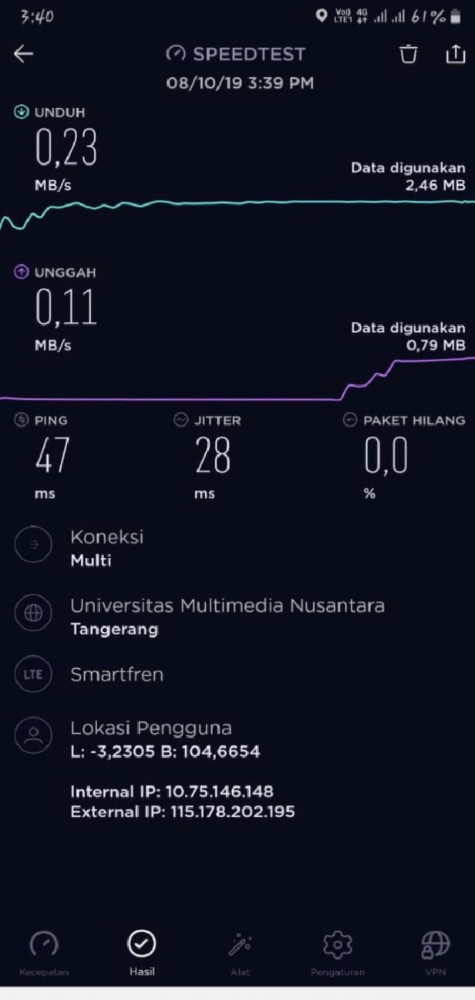 3:40
Vo)) LTE1 4G 61%
SPEEDTEST
08/10/19 3:39 PM
UNDUH
0,23
MB/s
Data digunakan
2,46 MB
UNGGAH
0,11
MB/s
Data digunakan
0,79 MB
PING JITTER PAKET HILANG
47 28 0,0
ms ms %
Koneksi
Multi
Universitas Multimedia Nusantara
Tangerang
LTE Smartfren
Lokasi Pengguna
L: -3,2305 B: 104,6654
Internal IP: 10.75.146.148
External IP: 115.178.202.195
Kecepatan Hasil Alat Pengaturan VPN